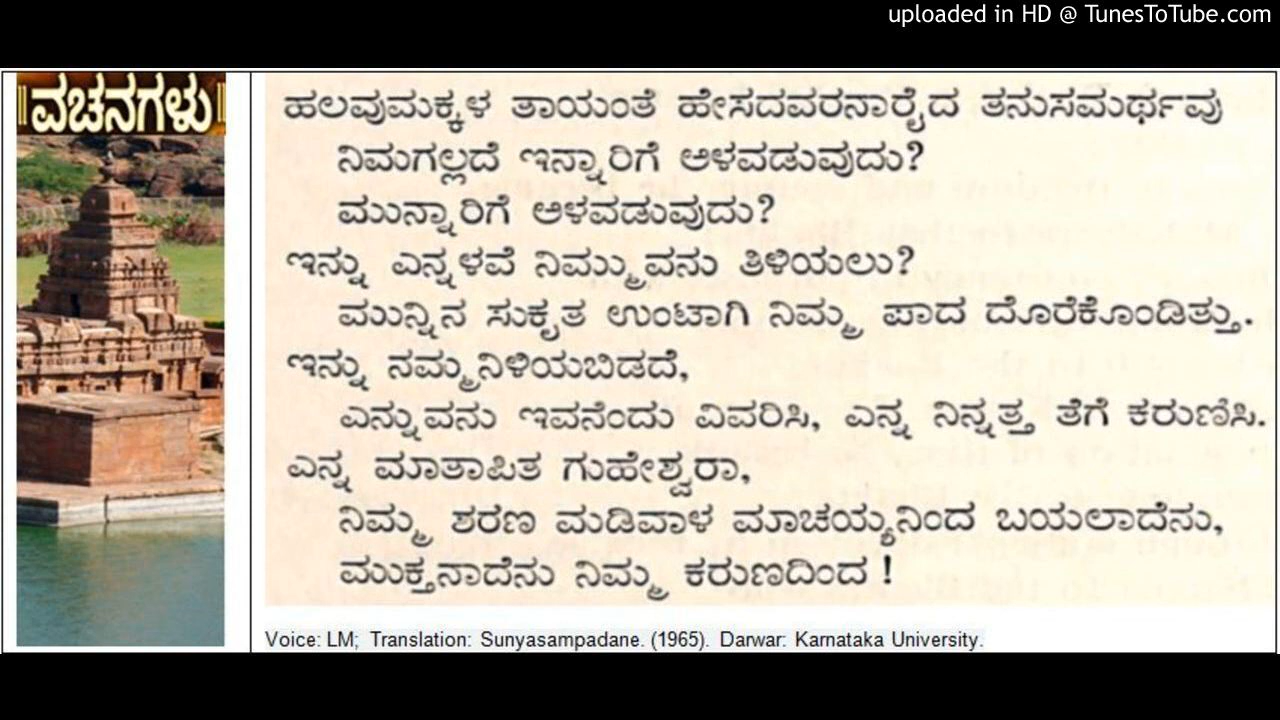 uploaded in HD @ TunesToTube.com
॥ವಚನಗಳು॥
ಹಲವುಮಕ್ಕಳ ತಾಯಂತೆ ಹೇಸದವರನಾರೈದ ತನುಸಮರ್ಥವು
ನಿಮಗಲ್ಲದೆ ಇನ್ನಾರಿಗೆ ಅಳವಡುವುದು?
ಮುನ್ನಾರಿಗೆ ಅಳವಡುವುದು?
ಇನ್ನು ಎನ್ನಳವೆ ನಿಮ್ಮುವನು ತಿಳಿಯಲು?
ಮುನ್ನಿನ ಸುಕೃತ ಉಂಟಾಗಿ ನಿಮ್ಮ ಪಾದ ದೊರೆಕೊಂಡಿತ್ತು.
ಇನ್ನು ನಮ್ಮನಿಳಿಯಬಿಡದೆ,
ಎನ್ನುವನು ಇವನೆಂದು ವಿವರಿಸಿ, ಎನ್ನ ನಿನ್ನತ್ತ ತೆಗೆ ಕರುಣಿಸಿ.
ಎನ್ನ ಮಾತಾಪಿತ ಗುಹೇಶ್ವರಾ,
ನಿಮ್ಮ ಶರಣ ಮಡಿವಾಳ ಮಾಚಯ್ಯನಿಂದ ಬಯಲಾದೆನು,
ಮುಕ್ತನಾದೆನು ನಿಮ್ಮ ಕರುಣದಿಂದ !
Voice: LM; Translation: Sunyasampadane. (1965). Darwar: Karnataka University.